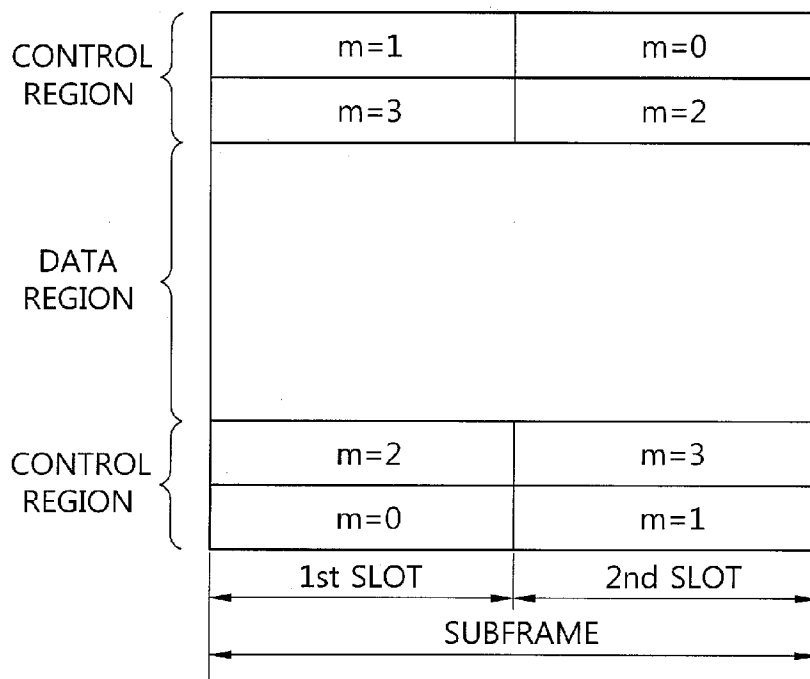 CONTROL
REGION
m=1
m=0
m=3
m=2
DATA
REGION
CONTROL
REGION
m=2
m=3
m=0
m=1
1st SLOT
2nd SLOT
SUBFRAME